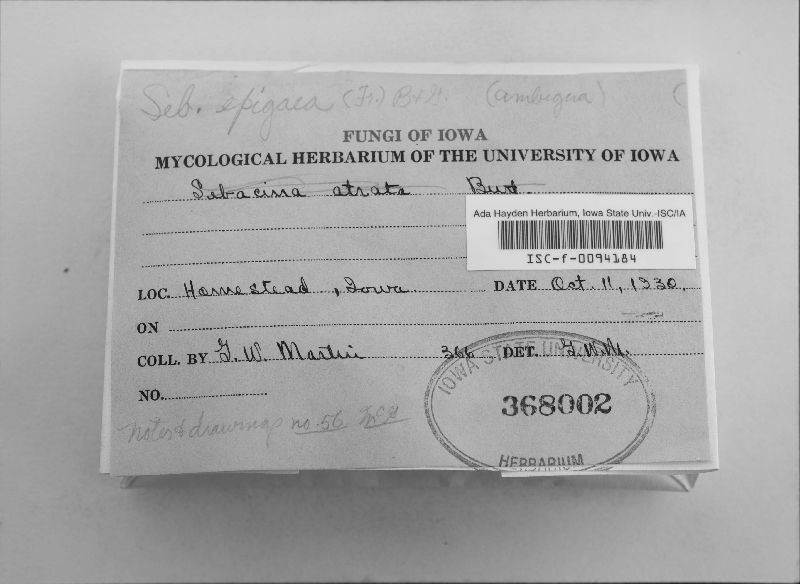 Seb. epigaea (Fr.) B+G. (ambigua) (
FUNGI OF IOWA
MYCOLOGICAL HERBARIUM OF THE UNIVERSITY OF IOWA
Sebacina atrata Burt.
Ada Hayden Herbarium, Iowa State Univ.-ISC/IA
ISC-f-0094184
LOC. Homestead, Iowa. DATE Oct. 11, 1930.
ON
COLL. BY G. W. Martin 366 DET. G.W.M.
NO.
IOWA STATE UNIVERSITY
368002
HERBARIUM
notes & drawings no. 56